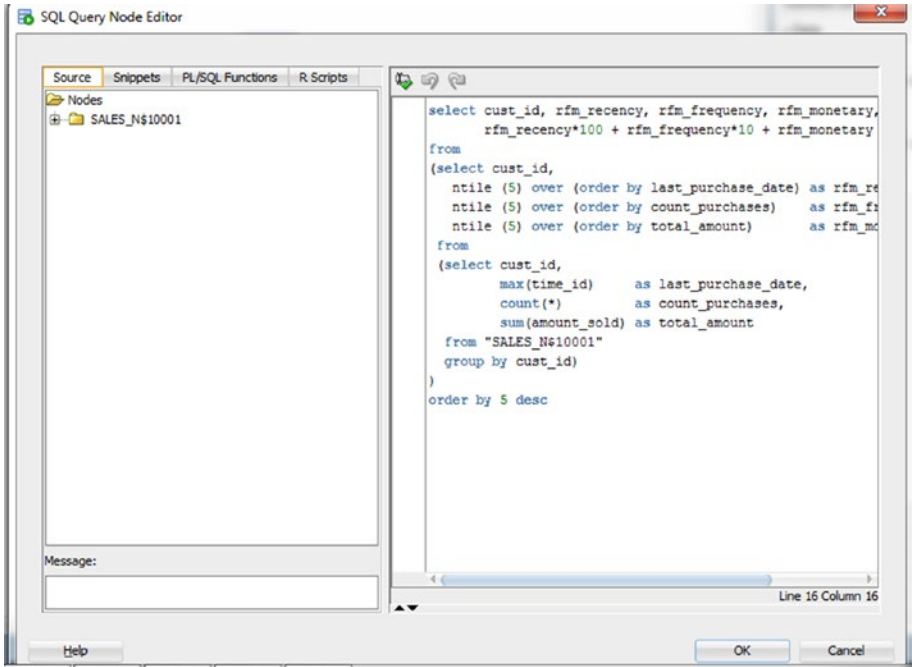 SQL Query Node Editor
Source Snippets PL/SQL Functions R Scripts
Nodes
SALES_N$10001
select cust_id, rfm_recency, rfm_frequency, rfm_monetary,
rfm_recency*100 + rfm_frequency*10 + rfm_monetary
from
(select cust_id,
ntile (5) over (order by last_purchase_date) as rfm_re
ntile (5) over (order by count_purchases) as rfm_fr
ntile (5) over (order by total_amount) as rfm_mo
from
(select cust_id,
max(time_id) as last_purchase_date,
count(*) as count_purchases,
sum(amount_sold) as total_amount
from "SALES_N$10001"
group by cust_id)
)
order by 5 desc
Message:
Line 16 Column 16
Help OK Cancel